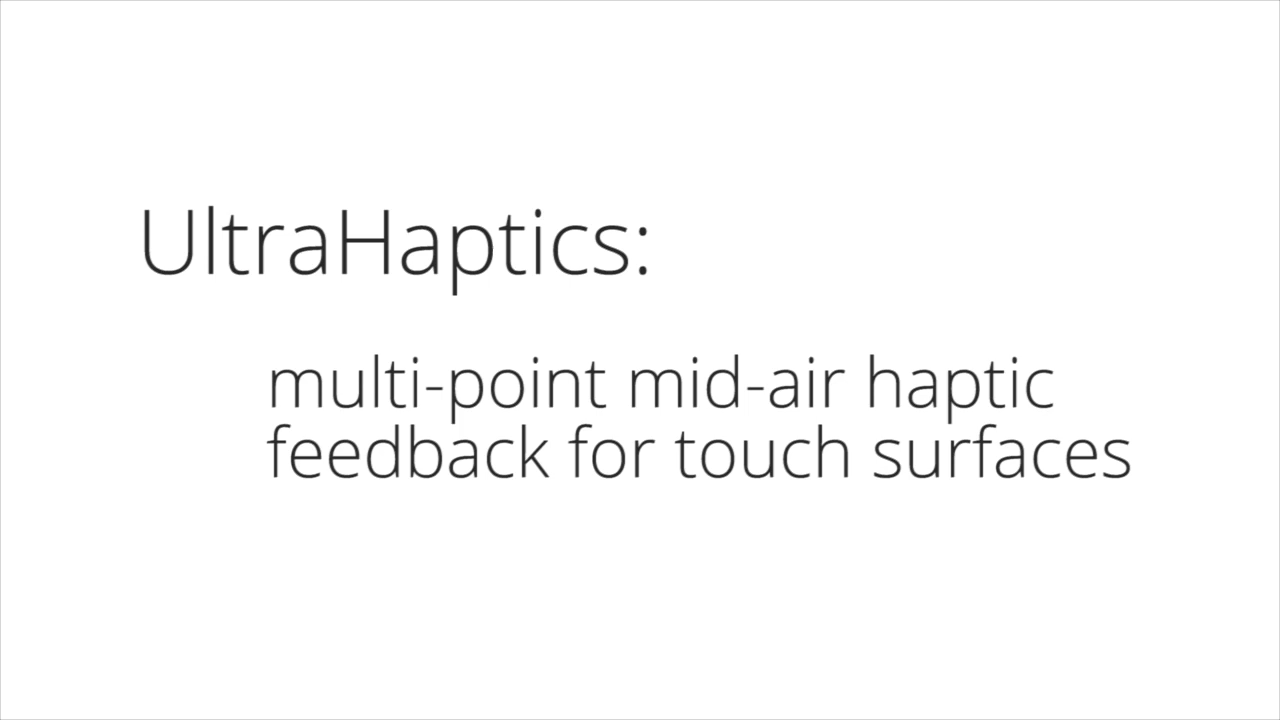 UltraHaptics:
multi-point mid-air haptic
feedback for touch surfaces